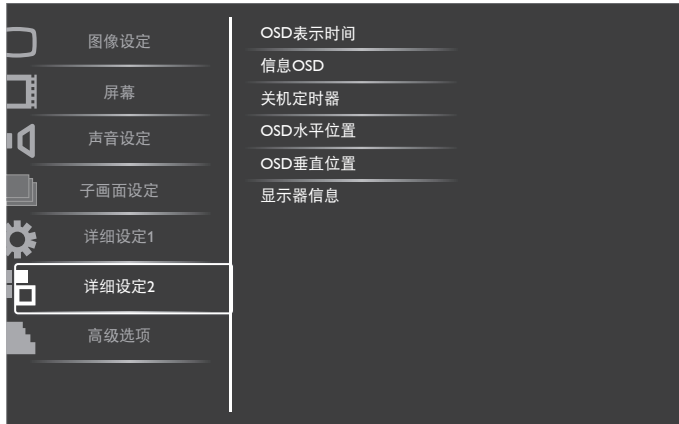 图像设定
屏幕
声音设定
子画面设定
详细设定1
详细设定2
高级选项
OSD表示时间
信息OSD
关机定时器
OSD水平位置
OSD垂直位置
显示器信息